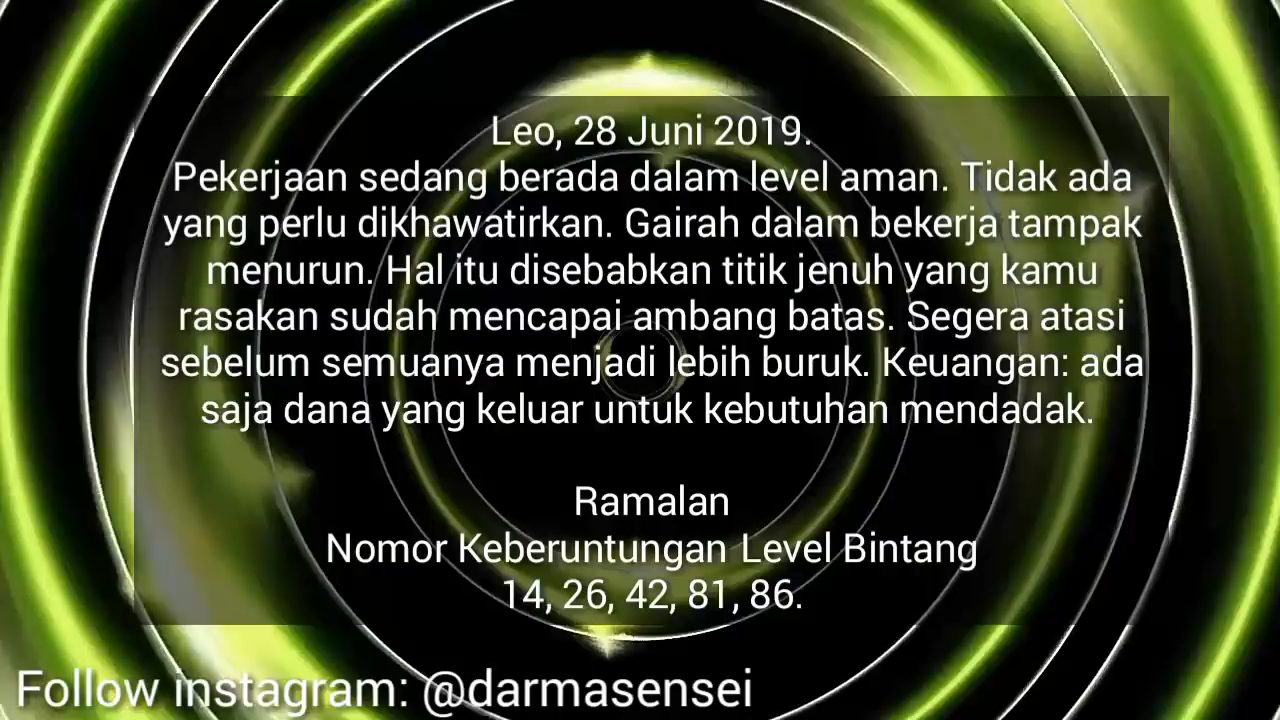 Leo, 28 Juni 2019.
Pekerjaan sedang berada dalam level aman. Tidak ada
yang perlu dikhawatirkan. Gairah dalam bekerja tampak
menurun. Hal itu disebabkan titik jenuh yang kamu
rasakan sudah mencapai ambang batas. Segera atasi
sebelum semuanya menjadi lebih buruk. Keuangan: ada
saja dana yang keluar untuk kebutuhan mendadak.
Ramalan
Nomor Keberuntungan Level Bintang
14, 26, 42, 81, 86.
Follow instagram: @darmasensei